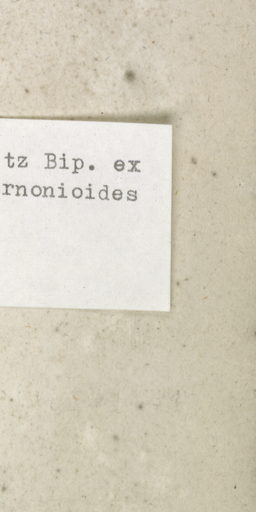 tz Bip. ex
rnonioides